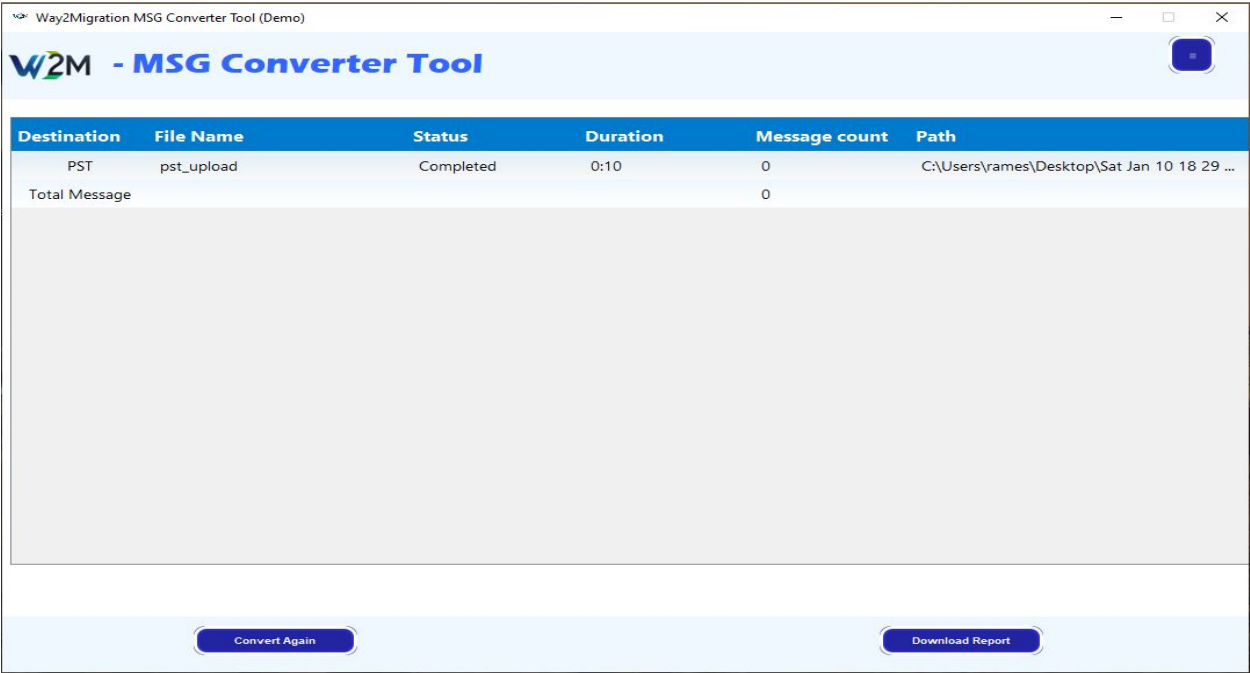 Way2Migration MSG Converter Tool (Demo)
W2M - MSG Converter Tool
Destination File Name Status Duration Message count Path
PST pst_upload Completed 0:10 0 C:\Users\rames\Desktop\Sat Jan 10 18 29 ...
Total Message 0
Convert Again Download Report